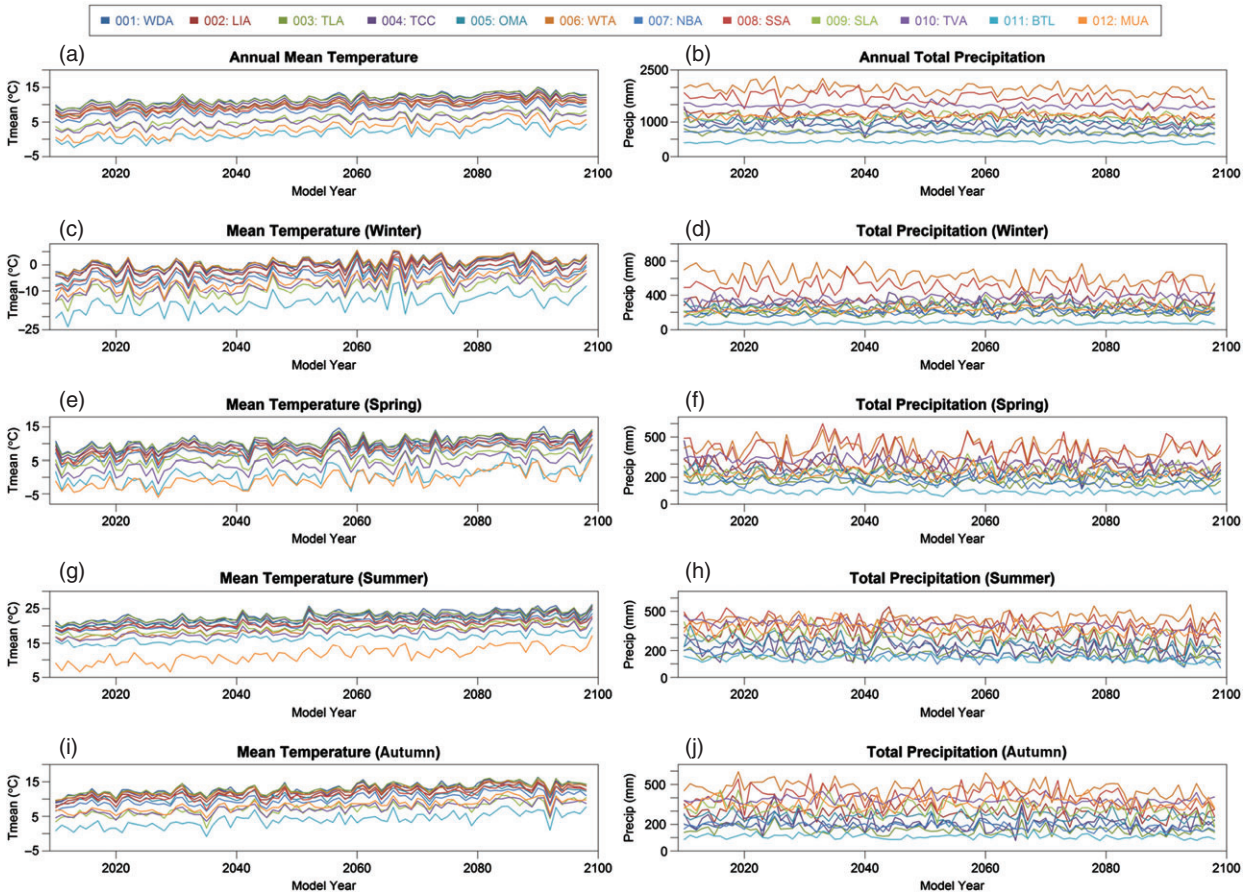 001: WDA 002: LIA 003: TLA 004: TCC 005: OMA 006: WTA 007: NBA 008: SSA 009: SLA 010: TVA 011: BTL 012: MUA
(a)
Annual Mean Temperature
Tmean (°C)
15
5
–5
2020 2040 2060 2080 2100
Model Year
(b)
Annual Total Precipitation
Precip (mm)
2500
1000
0
2020 2040 2060 2080 2100
Model Year
(c)
Mean Temperature (Winter)
Tmean (°C)
0
–10
–25
2020 2040 2060 2080 2100
Model Year
(d)
Total Precipitation (Winter)
Precip (mm)
800
400
0
2020 2040 2060 2080 2100
Model Year
(e)
Mean Temperature (Spring)
Tmean (°C)
15
5
–5
2020 2040 2060 2080 2100
Model Year
(f)
Total Precipitation (Spring)
Precip (mm)
500
200
0
2020 2040 2060 2080 2100
Model Year
(g)
Mean Temperature (Summer)
Tmean (°C)
25
15
5
2020 2040 2060 2080 2100
Model Year
(h)
Total Precipitation (Summer)
Precip (mm)
500
200
0
2020 2040 2060 2080 2100
Model Year
(i)
Mean Temperature (Autumn)
Tmean (°C)
15
5
–5
2020 2040 2060 2080 2100
Model Year
(j)
Total Precipitation (Autumn)
Precip (mm)
500
200
0
2020 2040 2060 2080 2100
Model Year